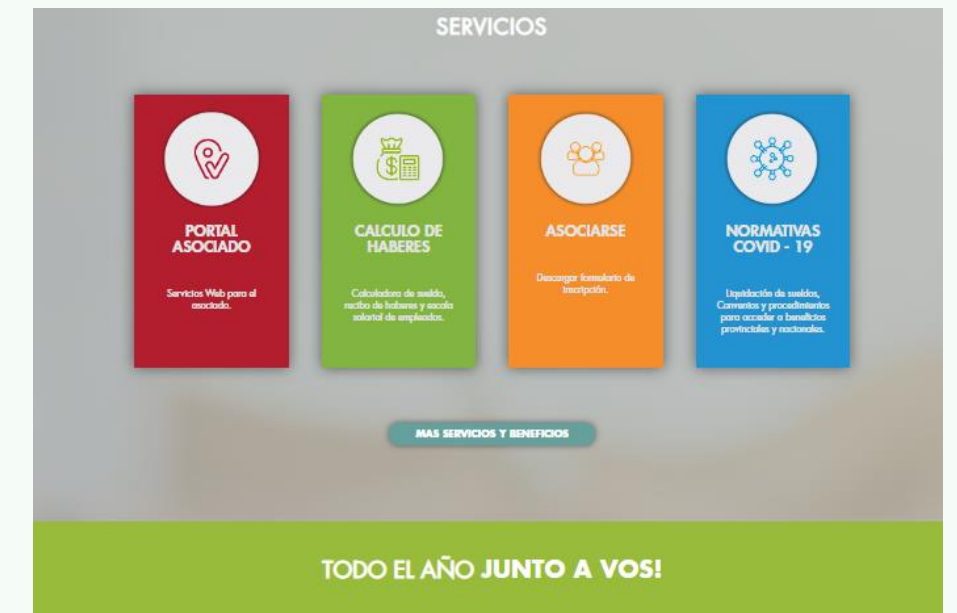 SERVICIOS
PORTAL
ASOCIADO
Servicios Web para al
asociado.
CALCULO DE
HABERES
Calculadora de sueldo,
recibo de haberes y escala
salarial de empleados.
ASOCIARSE
Descargar formulario de
inscripción.
NORMATIVAS
COVID - 19
Liquidación de sueldos,
Convenios y procedimientos
para acceder a beneficios
provinciales y nacionales.
MAS SERVICIOS Y BENEFICIOS
TODO EL AÑO JUNTO A VOS!